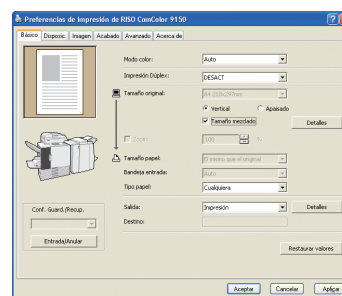 Preferencias de Impresión de RISO ComColor 9150
Básico Disposic. Imagen Acabado Avanzado Acerca de
Modo color: Auto
Impresión Dúplex: DESACT
Tamaño original: A4 210x297mm
Vertical Apaisado
Tamaño mezclado Detalles
Zoom: 100 %
Tamaño papel: El mismo que el original
Bandeja entrada: Auto
Tipo papel: Cualquiera
Conf. Guard./Recup.
Salida: Impresión Detalles
Destino:
Entrada/Anular
Restaurar valores
Aceptar Cancelar Aplicar